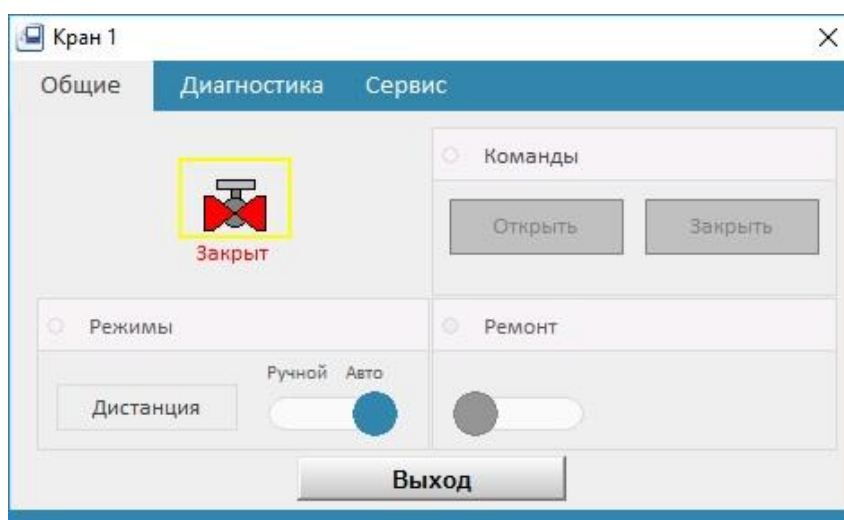 Кран 1
Общие Диагностика Сервис
Закрыт
Команды
Открыть Закрыть
Режимы
Дистанция
Ручной Авто
Ремонт
Выход